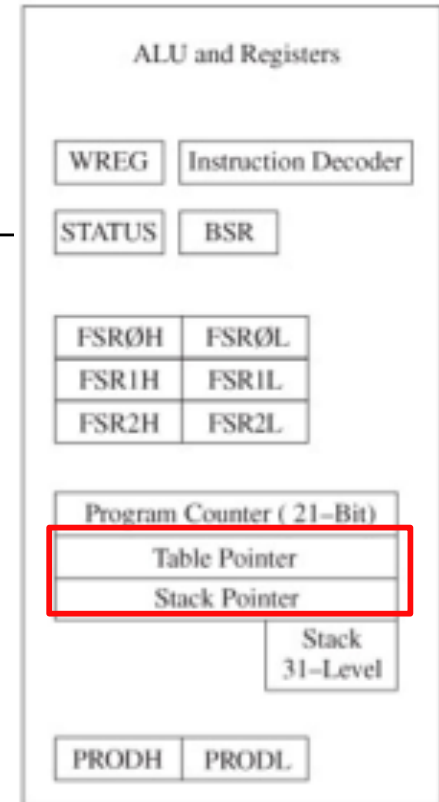 ALU and Registers
WREG Instruction Decoder
STATUS BSR
FSRØH FSRØL
FSR1H FSR1L
FSR2H FSR2L
Program Counter ( 21–Bit)
Table Pointer
Stack Pointer
Stack
31–Level
PRODH PRODL